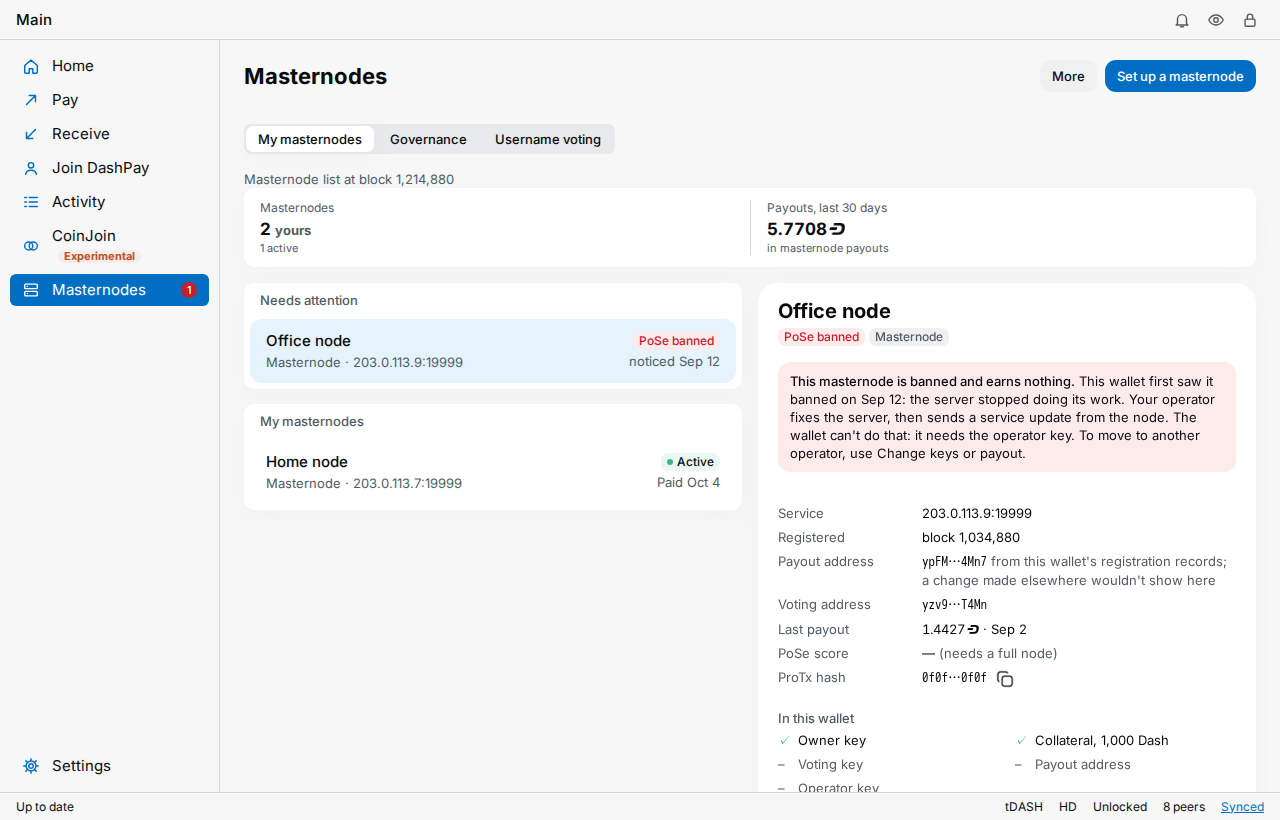 Main
Home
Pay
Receive
Join DashPay
Activity
CoinJoin
Experimental
Masternodes 1
Settings
Masternodes
More
Set up a masternode
My masternodes
Governance
Username voting
Masternode list at block 1,214,880
Masternodes
2 yours
1 active
Payouts, last 30 days
5.7708
in masternode payouts
Needs attention
Office node
PoSe banned
Masternode · 203.0.113.9:19999
noticed Sep 12
My masternodes
Home node
Active
Masternode · 203.0.113.7:19999
Paid Oct 4
Office node
PoSe banned
Masternode
This masternode is banned and earns nothing. This wallet first saw it
banned on Sep 12: the server stopped doing its work. Your operator
fixes the server, then sends a service update from the node. The
wallet can't do that: it needs the operator key. To move to another
operator, use Change keys or payout.
Service 203.0.113.9:19999
Registered block 1,034,880
Payout address ypFM···4Mn7 from this wallet's registration records;
a change made elsewhere wouldn't show here
Voting address yzv9···T4Mn
Last payout 1.4427 · Sep 2
PoSe score — (needs a full node)
ProTx hash 0f0f···0f0f
In this wallet
✓ Owner key
✓ Collateral, 1,000 Dash
– Voting key
– Payout address
– Operator key
Up to date
tDASH
HD
Unlocked
8 peers
Synced